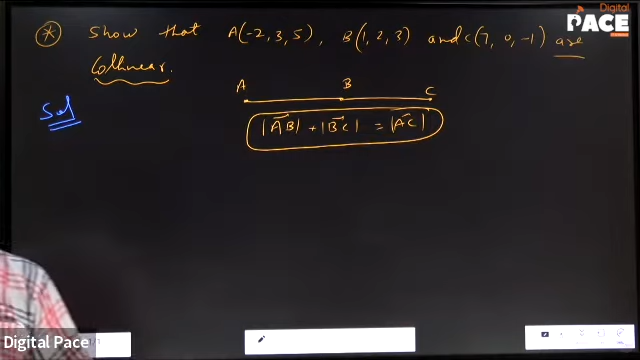 Digital
PACE
* Show that A(-2, 3, 5), B(1, 2, 3) and C(7, 0, -1) are
Collinear.
A B C
Sol
|AB| + |BC| = |AC|
Digital Pace